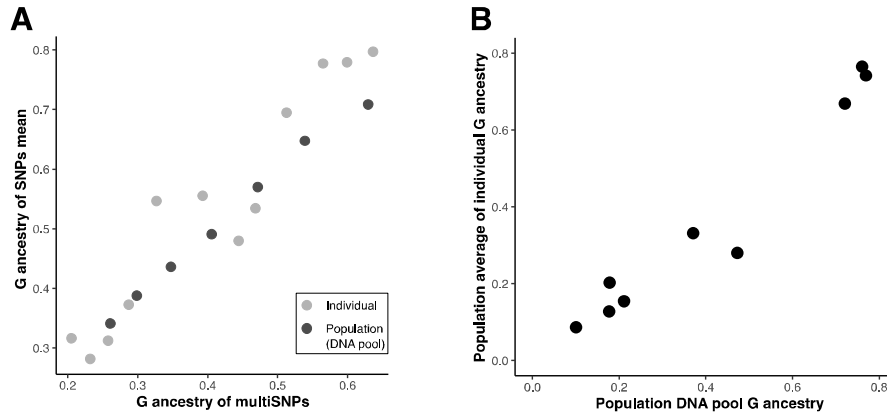 A
G ancestry of SNPs mean
0.8
0.7
0.6
0.5
0.4
0.3
0.2
0.3
0.4
0.5
0.6
G ancestry of multiSNPs
Individual
Population
(DNA pool)
B
Population average of individual G ancestry
0.8
0.6
0.4
0.2
0.0
0.0
0.2
0.4
0.6
0.8
Population DNA pool G ancestry